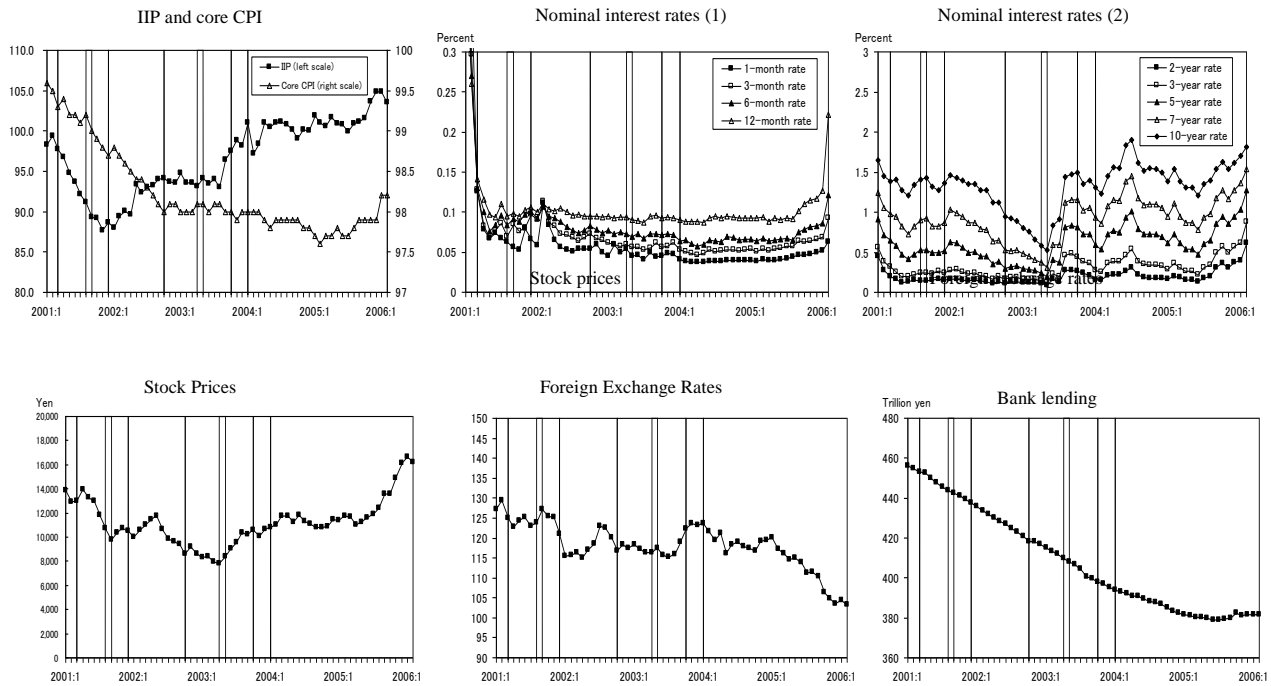 IIP and core CPI
Nominal interest rates (1)
Nominal interest rates (2)
110.0
105.0
100.0
95.0
90.0
85.0
80.0
IIP (left scale)
Core CPI (right scale)
100
99.5
99
98.5
98
97.5
97
2001:1 2002:1 2003:1 2004:1 2005:1 2006:1
Percent
0.3
0.25
0.2
0.15
0.1
0.05
0
1-month rate
3-month rate
6-month rate
12-month rate
Stock prices
2001:1 2002:1 2003:1 2004:1 2005:1 2006:1
Percent
3
2.5
2
1.5
1
0.5
0
2-year rate
3-year rate
5-year rate
7-year rate
10-year rate
rates
2001:1 2002:1 2003:1 2004:1 2005:1 2006:1
Stock Prices
Foreign Exchange Rates
Bank lending
Yen
20,000
18,000
16,000
14,000
12,000
10,000
8,000
6,000
4,000
2,000
0
2001:1 2002:1 2003:1 2004:1 2005:1 2006:1
150
145
140
135
130
125
120
115
110
105
100
95
90
2001:1 2002:1 2003:1 2004:1 2005:1 2006:1
Trillion yen
480
460
440
420
400
380
360
2001:1 2002:1 2003:1 2004:1 2005:1 2006:1